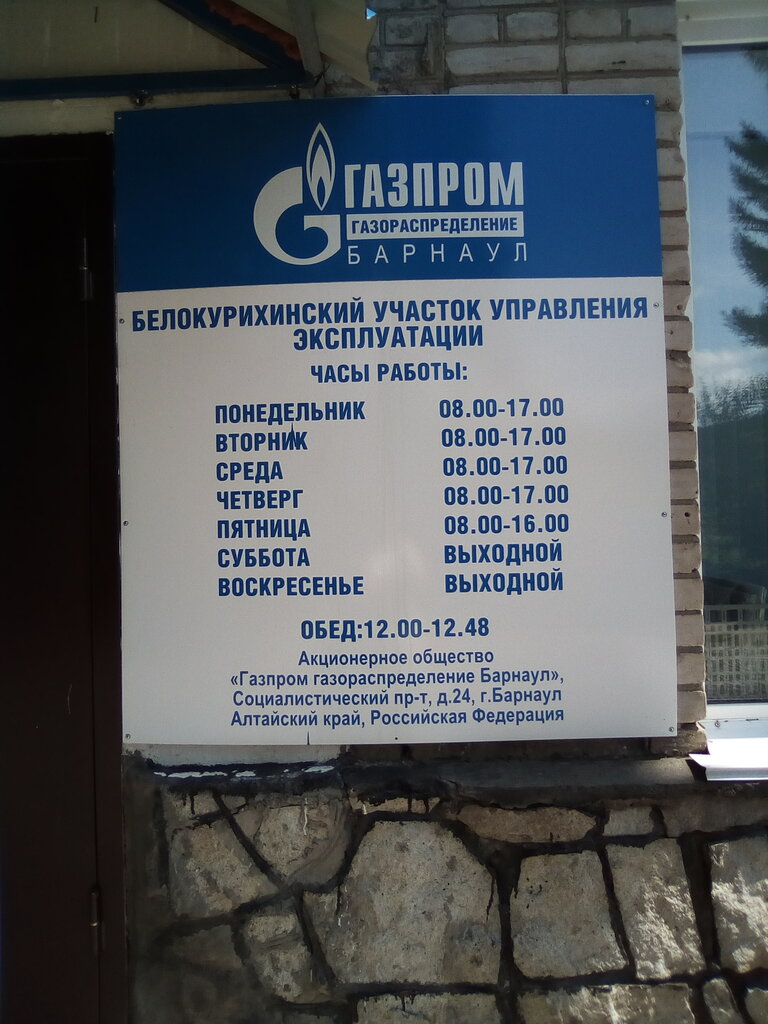 ГАЗПРОМ
ГАЗОРАСПРЕДЕЛЕНИЕ
БАРНАУЛ
БЕЛОКУРИХИНСКИЙ УЧАСТОК УПРАВЛЕНИЯ
ЭКСПЛУАТАЦИИ
ЧАСЫ РАБОТЫ:
ПОНЕДЕЛЬНИК 08.00-17.00
ВТОРНИК 08.00-17.00
СРЕДА 08.00-17.00
ЧЕТВЕРГ 08.00-17.00
ПЯТНИЦА 08.00-16.00
СУББОТА ВЫХОДНОЙ
ВОСКРЕСЕНЬЕ ВЫХОДНОЙ
ОБЕД:12.00-12.48
Акционерное общество
«Газпром газораспределение Барнаул»,
Социалистический пр-т, д.24, г.Барнаул
Алтайский край, Российская Федерация